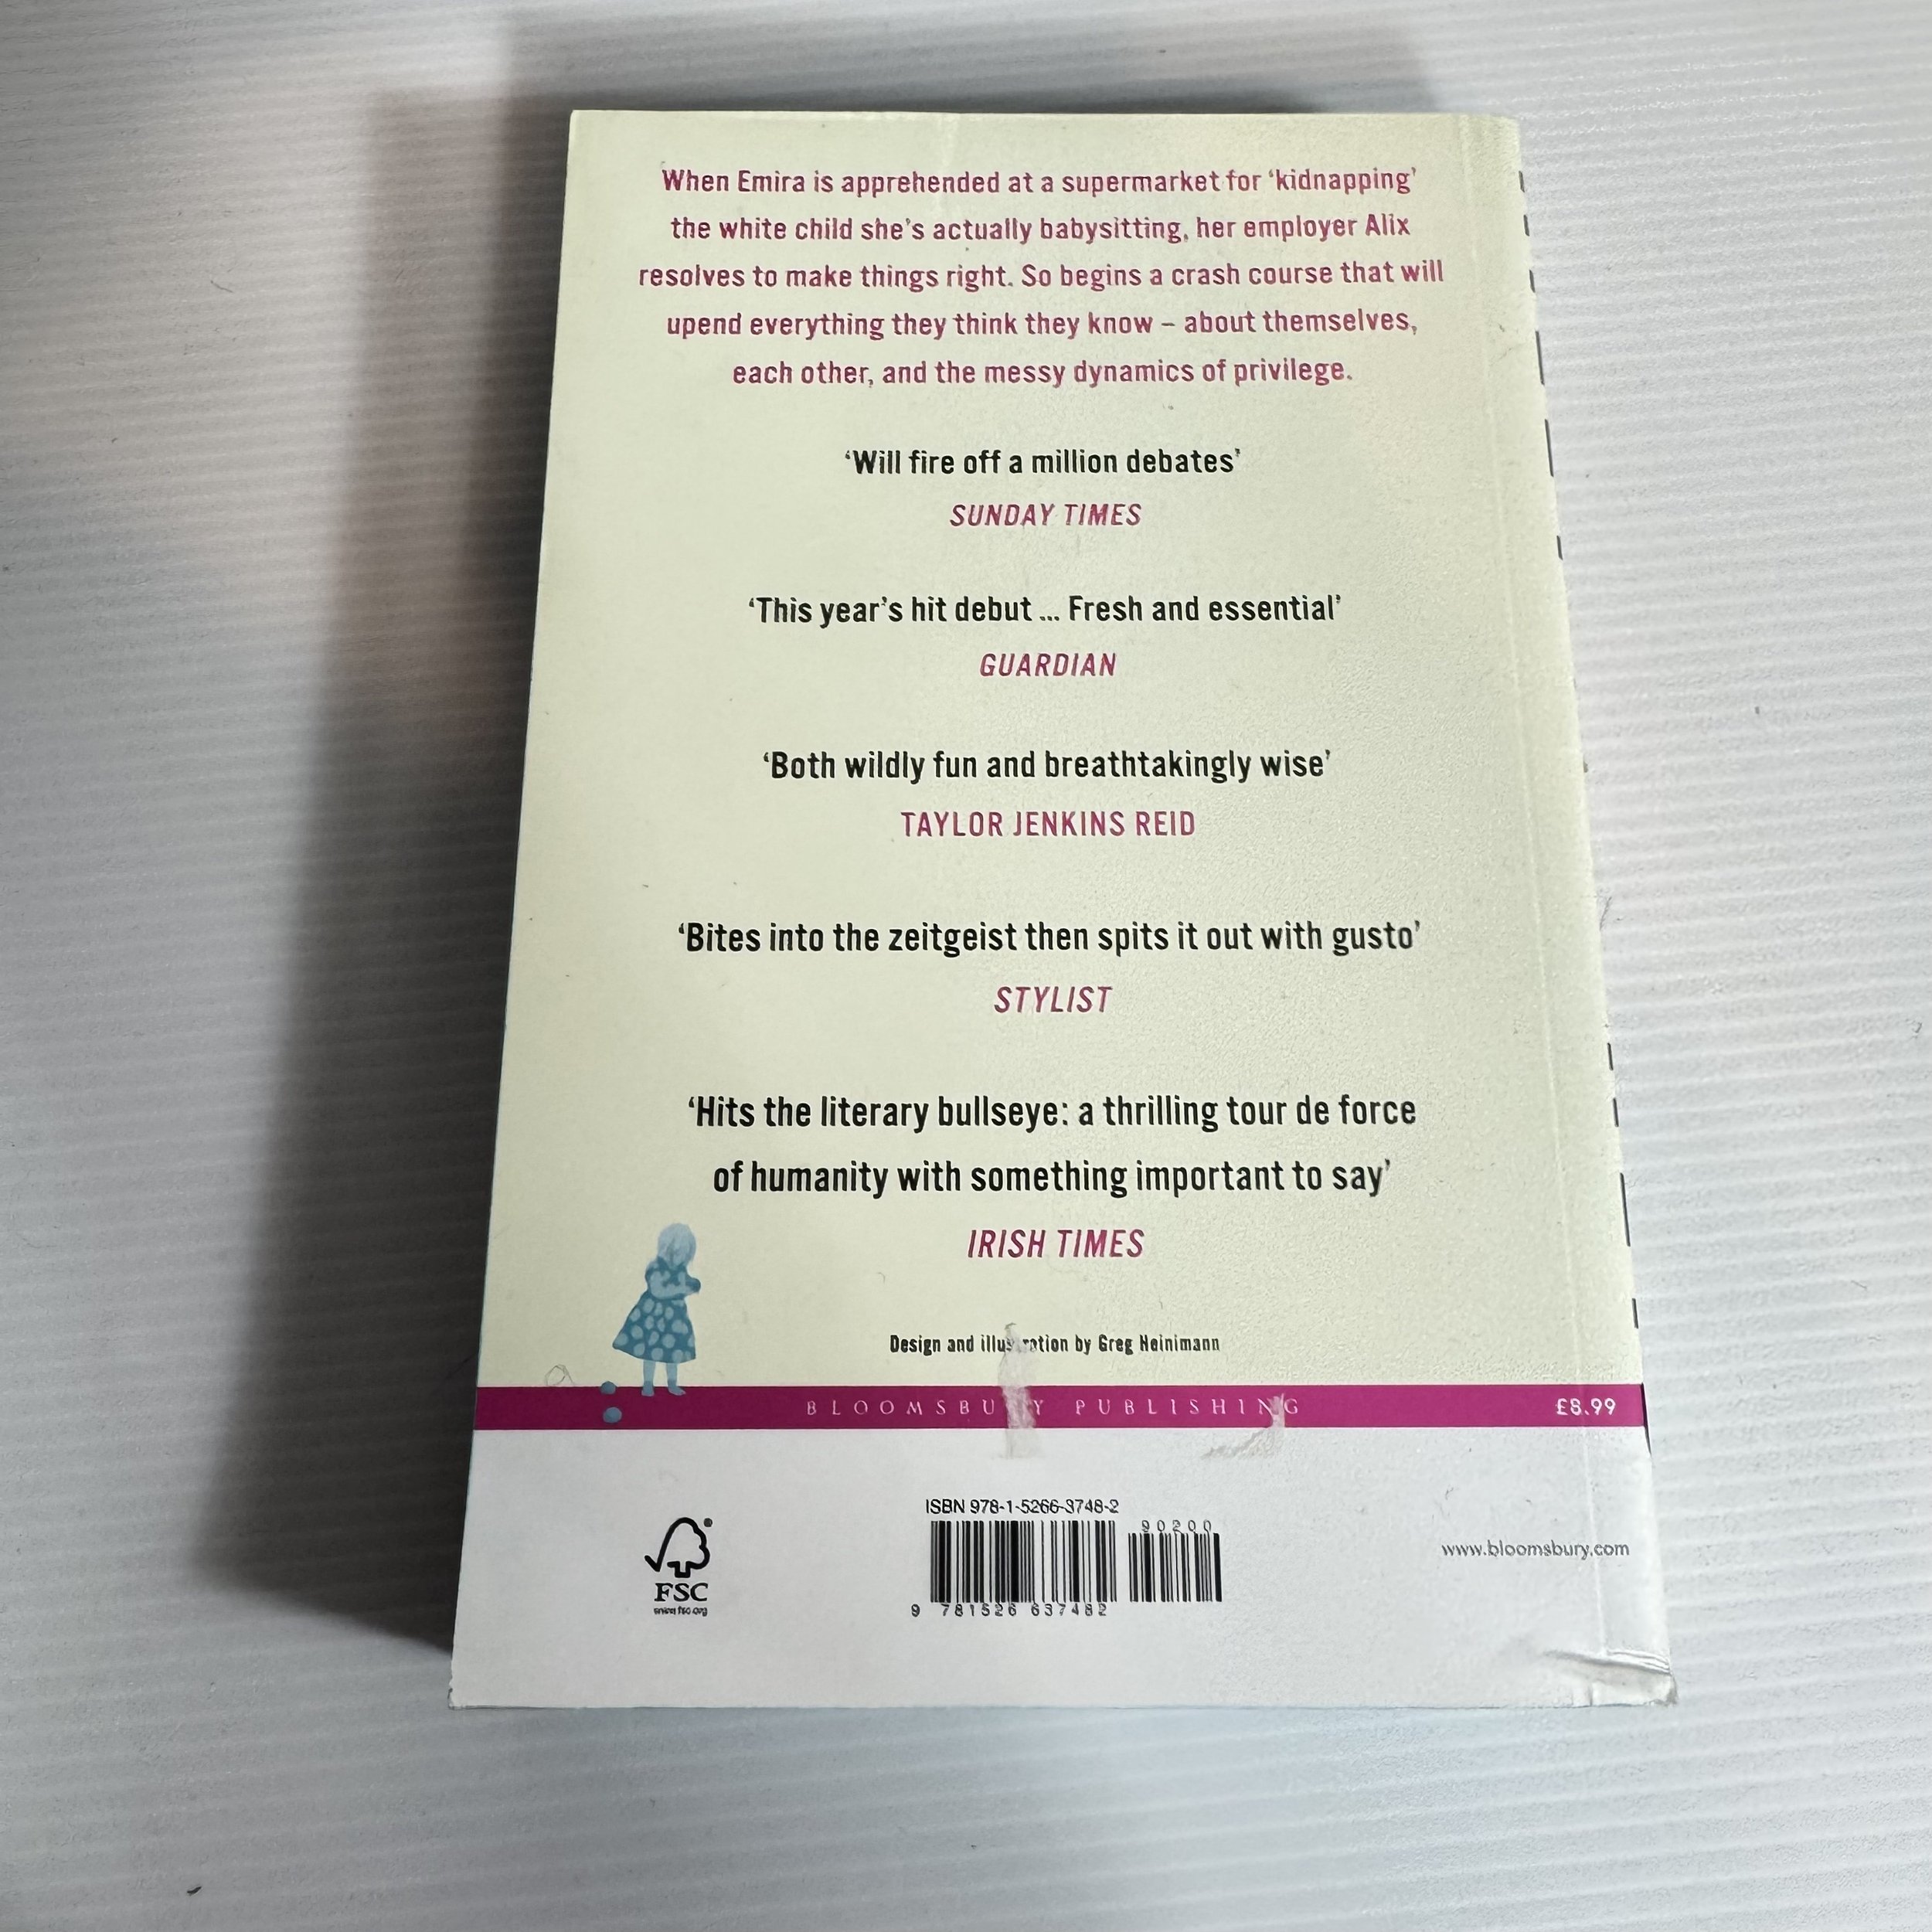 When Emira is apprehended at a supermarket for ‘kidnapping’
the white child she’s actually babysitting, her employer Alix
resolves to make things right. So begins a crash course that will
upend everything they think they know – about themselves,
each other, and the messy dynamics of privilege.
‘Will fire off a million debates’
SUNDAY TIMES
‘This year’s hit debut ... Fresh and essential’
GUARDIAN
‘Both wildly fun and breathtakingly wise’
TAYLOR JENKINS REID
‘Bites into the zeitgeist then spits it out with gusto’
STYLIST
‘Hits the literary bullseye: a thrilling tour de force
of humanity with something important to say’
IRISH TIMES
Design and illustration by Greg Heinimann
BLOOMSBURY PUBLISHING
£8.99
ISBN 978-1-5266-3748-2
90200
9 781526 637482
www.bloomsbury.com
FSC